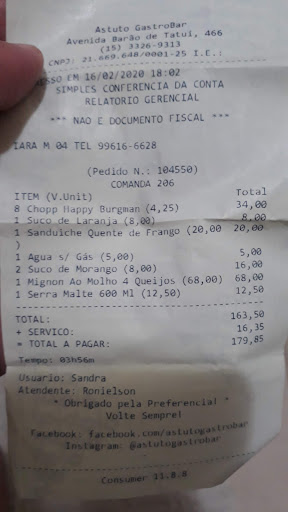 Astuto GastroBar
Avenida Barão de Tatuí, 466
(15) 3326-9313
CNPJ: 21.669.648/0001-25 I.E.:
ESSO EM 16/02/2020 18:02
SIMPLES CONFERENCIA DA CONTA
RELATORIO GERENCIAL
*** NAO E DOCUMENTO FISCAL ***
IARA M 04 TEL 99616-6628
(Pedido N.: 104550)
COMANDA 206
ITEM (V.Unit) Total
8 Chopp Happy Burgman (4,25) 34,00
1 Suco de Laranja (8,00) 8,00
1 Sanduiche Quente de Frango (20,00 20,00
)
1 Agua s/ Gás (5,00) 5,00
2 Suco de Morango (8,00) 16,00
1 Mignon Ao Molho 4 Queijos (68,00) 68,00
1 Serra Malte 600 Ml (12,50) 12,50
TOTAL: 163,50
+ SERVICO: 16,35
= TOTAL A PAGAR: 179,85
Tempo: 03h56m
Usuario: Sandra
Atendente: Ronielson
* Obrigado pela Preferencial *
Volte Sempre!
Facebook: facebook.com/astutogastrobar
Instagram: @astutogastrobar
Consumer 11.0.8